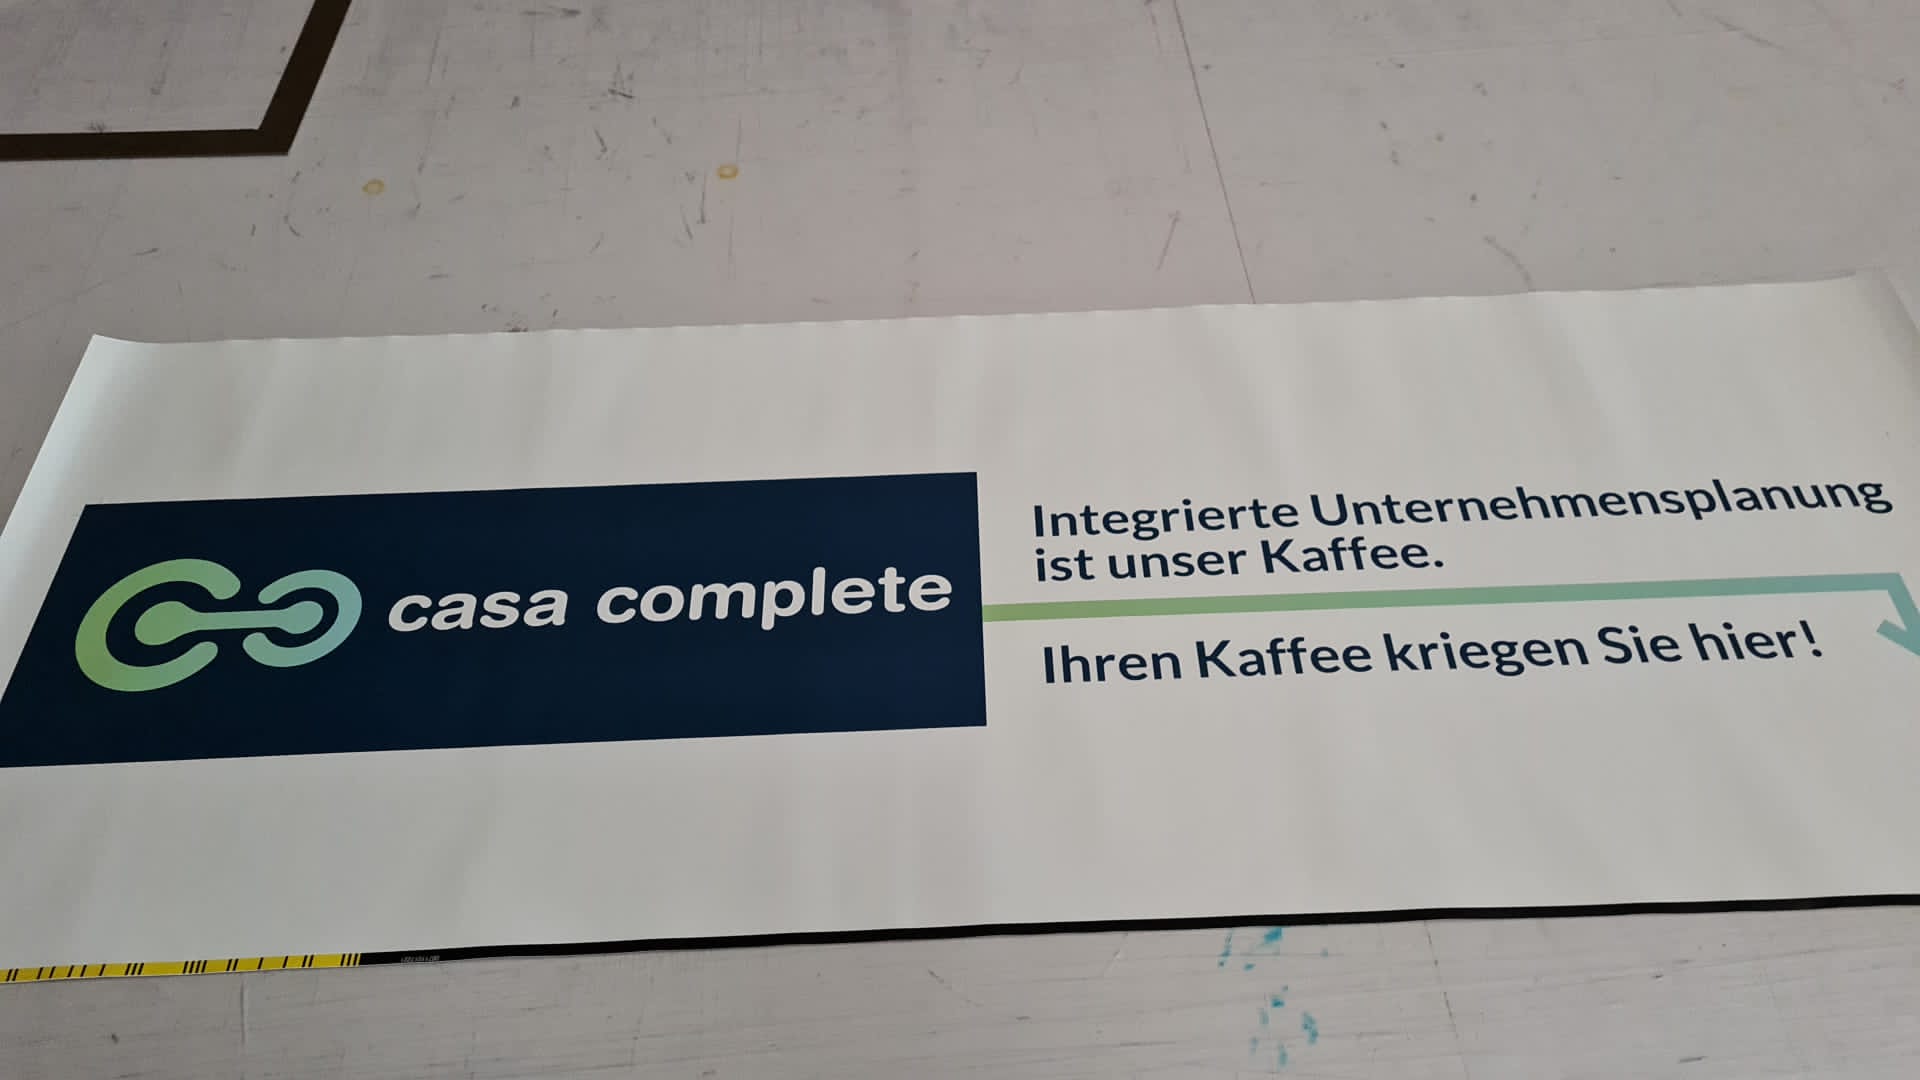 casa complete
Integrierte Unternehmensplanung
ist unser Kaffee.
Ihren Kaffee kriegen Sie hier!